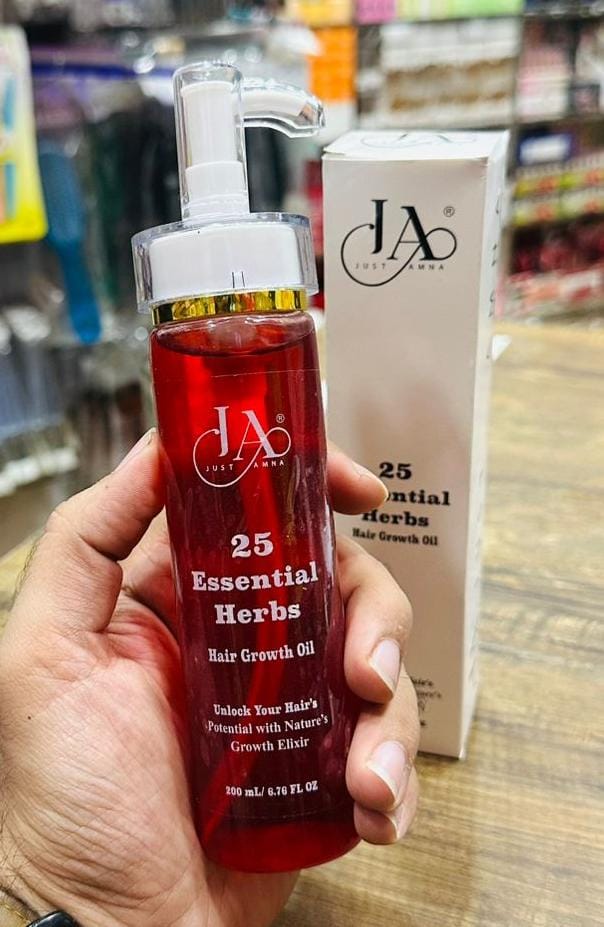 JA®
JUST AMNA
25
Essential
Herbs
Hair Growth Oil
Unlock Your Hair's
Potential with Nature's
Growth Elixir
200 mL/ 6.76 FL OZ
JA®
JUST AMNA
25
ential
Herbs
Hair Growth Oil